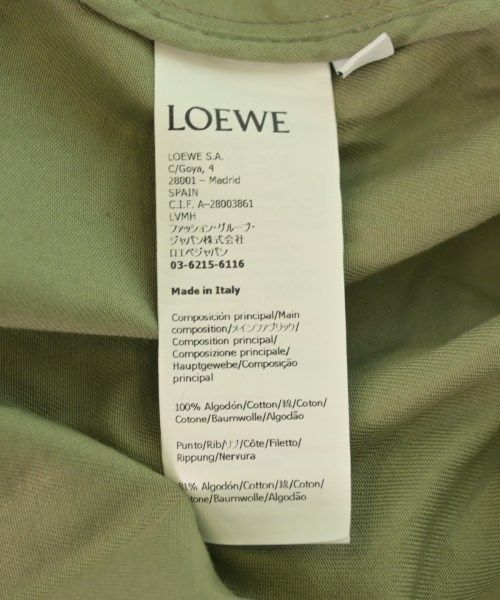 LOEWE
LOEWE S.A.
C/Goya, 4
28001 – Madrid
SPAIN
C.I.F. A-28003861
LVMH
ファッション・グループ・
ジャパン株式会社
ロエベジャパン
03-6215-6116
Made in Italy
Composición principal/Main
composition/メインファブリック/
Composition principal/
Composizione principale/
Hauptgewebe/Composição
principal
100% Algodón/Cotton/綿/Coton/
Cotone/Baumwolle/Algodão
Punto/Rib/リブ/Côte/Filetto/
Rippung/Nervura
Algodón/Cotton/綿/Coton/
Cotone/Baumwolle/Algodão